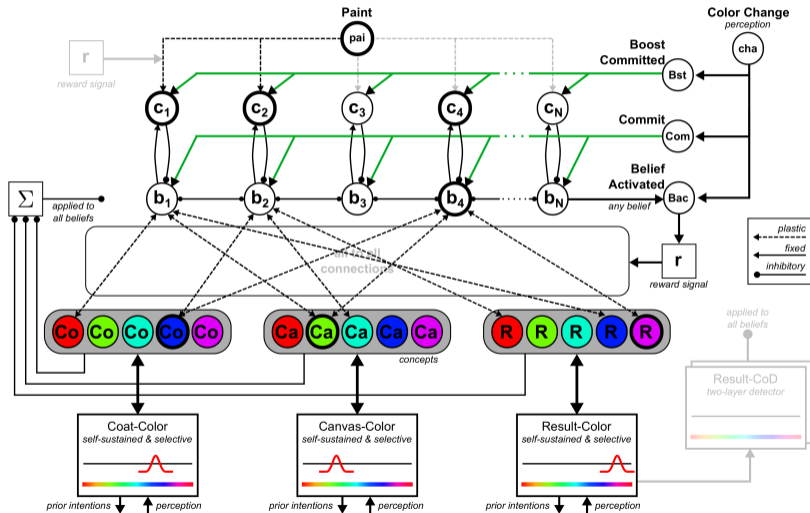 Paint
pai
Color Change
perception
cha
r
reward signal
Boost
Committed
Bst
c1
c2
c3
c4
cN
Commit
Com
Belief
Activated
any belief
Bac
Σ
applied to
all beliefs
b1
b2
b3
b4
bN
connections
r
reward signal
plastic
fixed
inhibitory
Co Co Co Co Co
Ca Ca Ca Ca Ca
R R R R R
concepts
applied to
all beliefs
Result-CoD
two-layer detector
Coat-Color
self-sustained & selective
Canvas-Color
self-sustained & selective
Result-Color
self-sustained & selective
prior intentions
perception
prior intentions
perception
prior intentions
perception